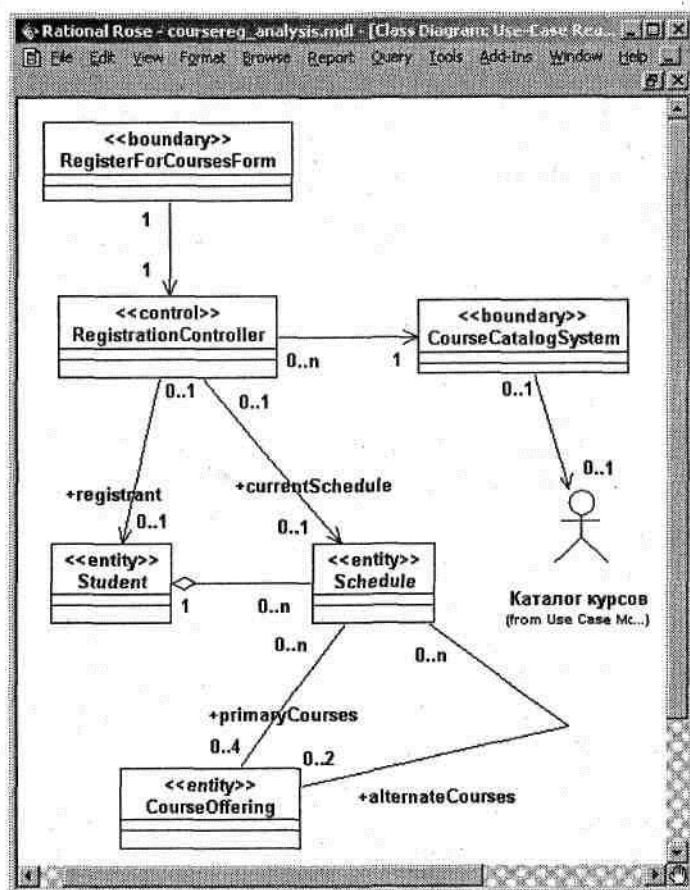 Rational Rose - coursereg_analysis.mdl - [Class Diagram: Use-Case Rea...
File Edit View Format Browse Report Query Tools Add-Ins Window Help
<<boundary>>
RegisterForCoursesForm
1
1
<<control>>
RegistrationController
<<boundary>>
CourseCatalogSystem
0..n
1
0..1
0..1
0..1
+registrant
+currentSchedule
0..1
0..1
0..1
<<entity>>
Student
<<entity>>
Schedule
1
0..n
Каталог курсов
(from Use Case Mc...)
0..n
0..n
+primaryCourses
0..4
0..2
<<entity>>
CourseOffering
+alternateCourses